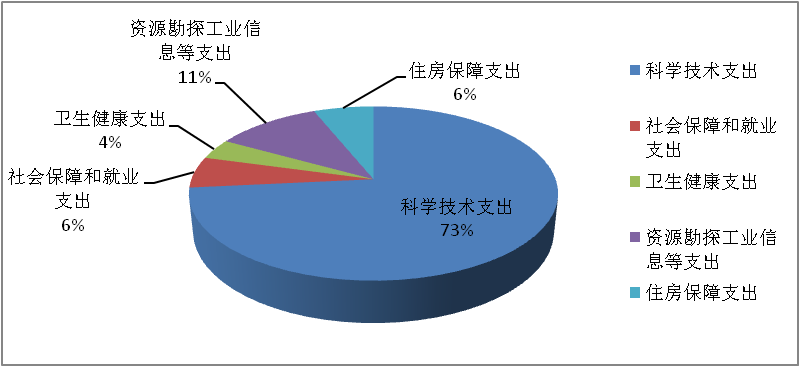 资源勘探工业信
息等支出
11%
住房保障支出
6%
卫生健康支出
4%
社会保障和就业
支出
6%
科学技术支出
73%
科学技术支出
社会保障和就业
支出
卫生健康支出
资源勘探工业信
息等支出
住房保障支出